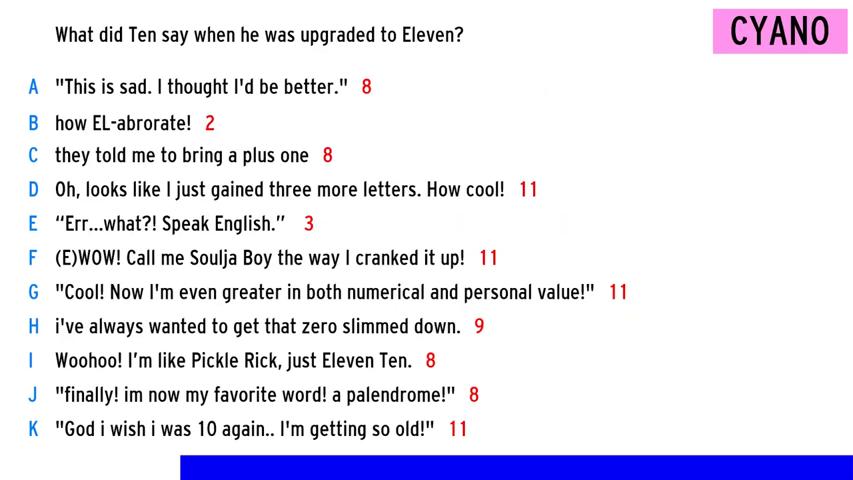 What did Ten say when he was upgraded to Eleven?
CYANO
A "This is sad. I thought I'd be better." 8
B how EL-abrorate! 2
C they told me to bring a plus one 8
D Oh, looks like I just gained three more letters. How cool! 11
E “Err...what?! Speak English.” 3
F (E)WOW! Call me Soulja Boy the way I cranked it up! 11
G "Cool! Now I'm even greater in both numerical and personal value!" 11
H i've always wanted to get that zero slimmed down. 9
I Woohoo! I’m like Pickle Rick, just Eleven Ten. 8
J "finally! im now my favorite word! a palendrome!" 8
K "God i wish i was 10 again.. I'm getting so old!" 11